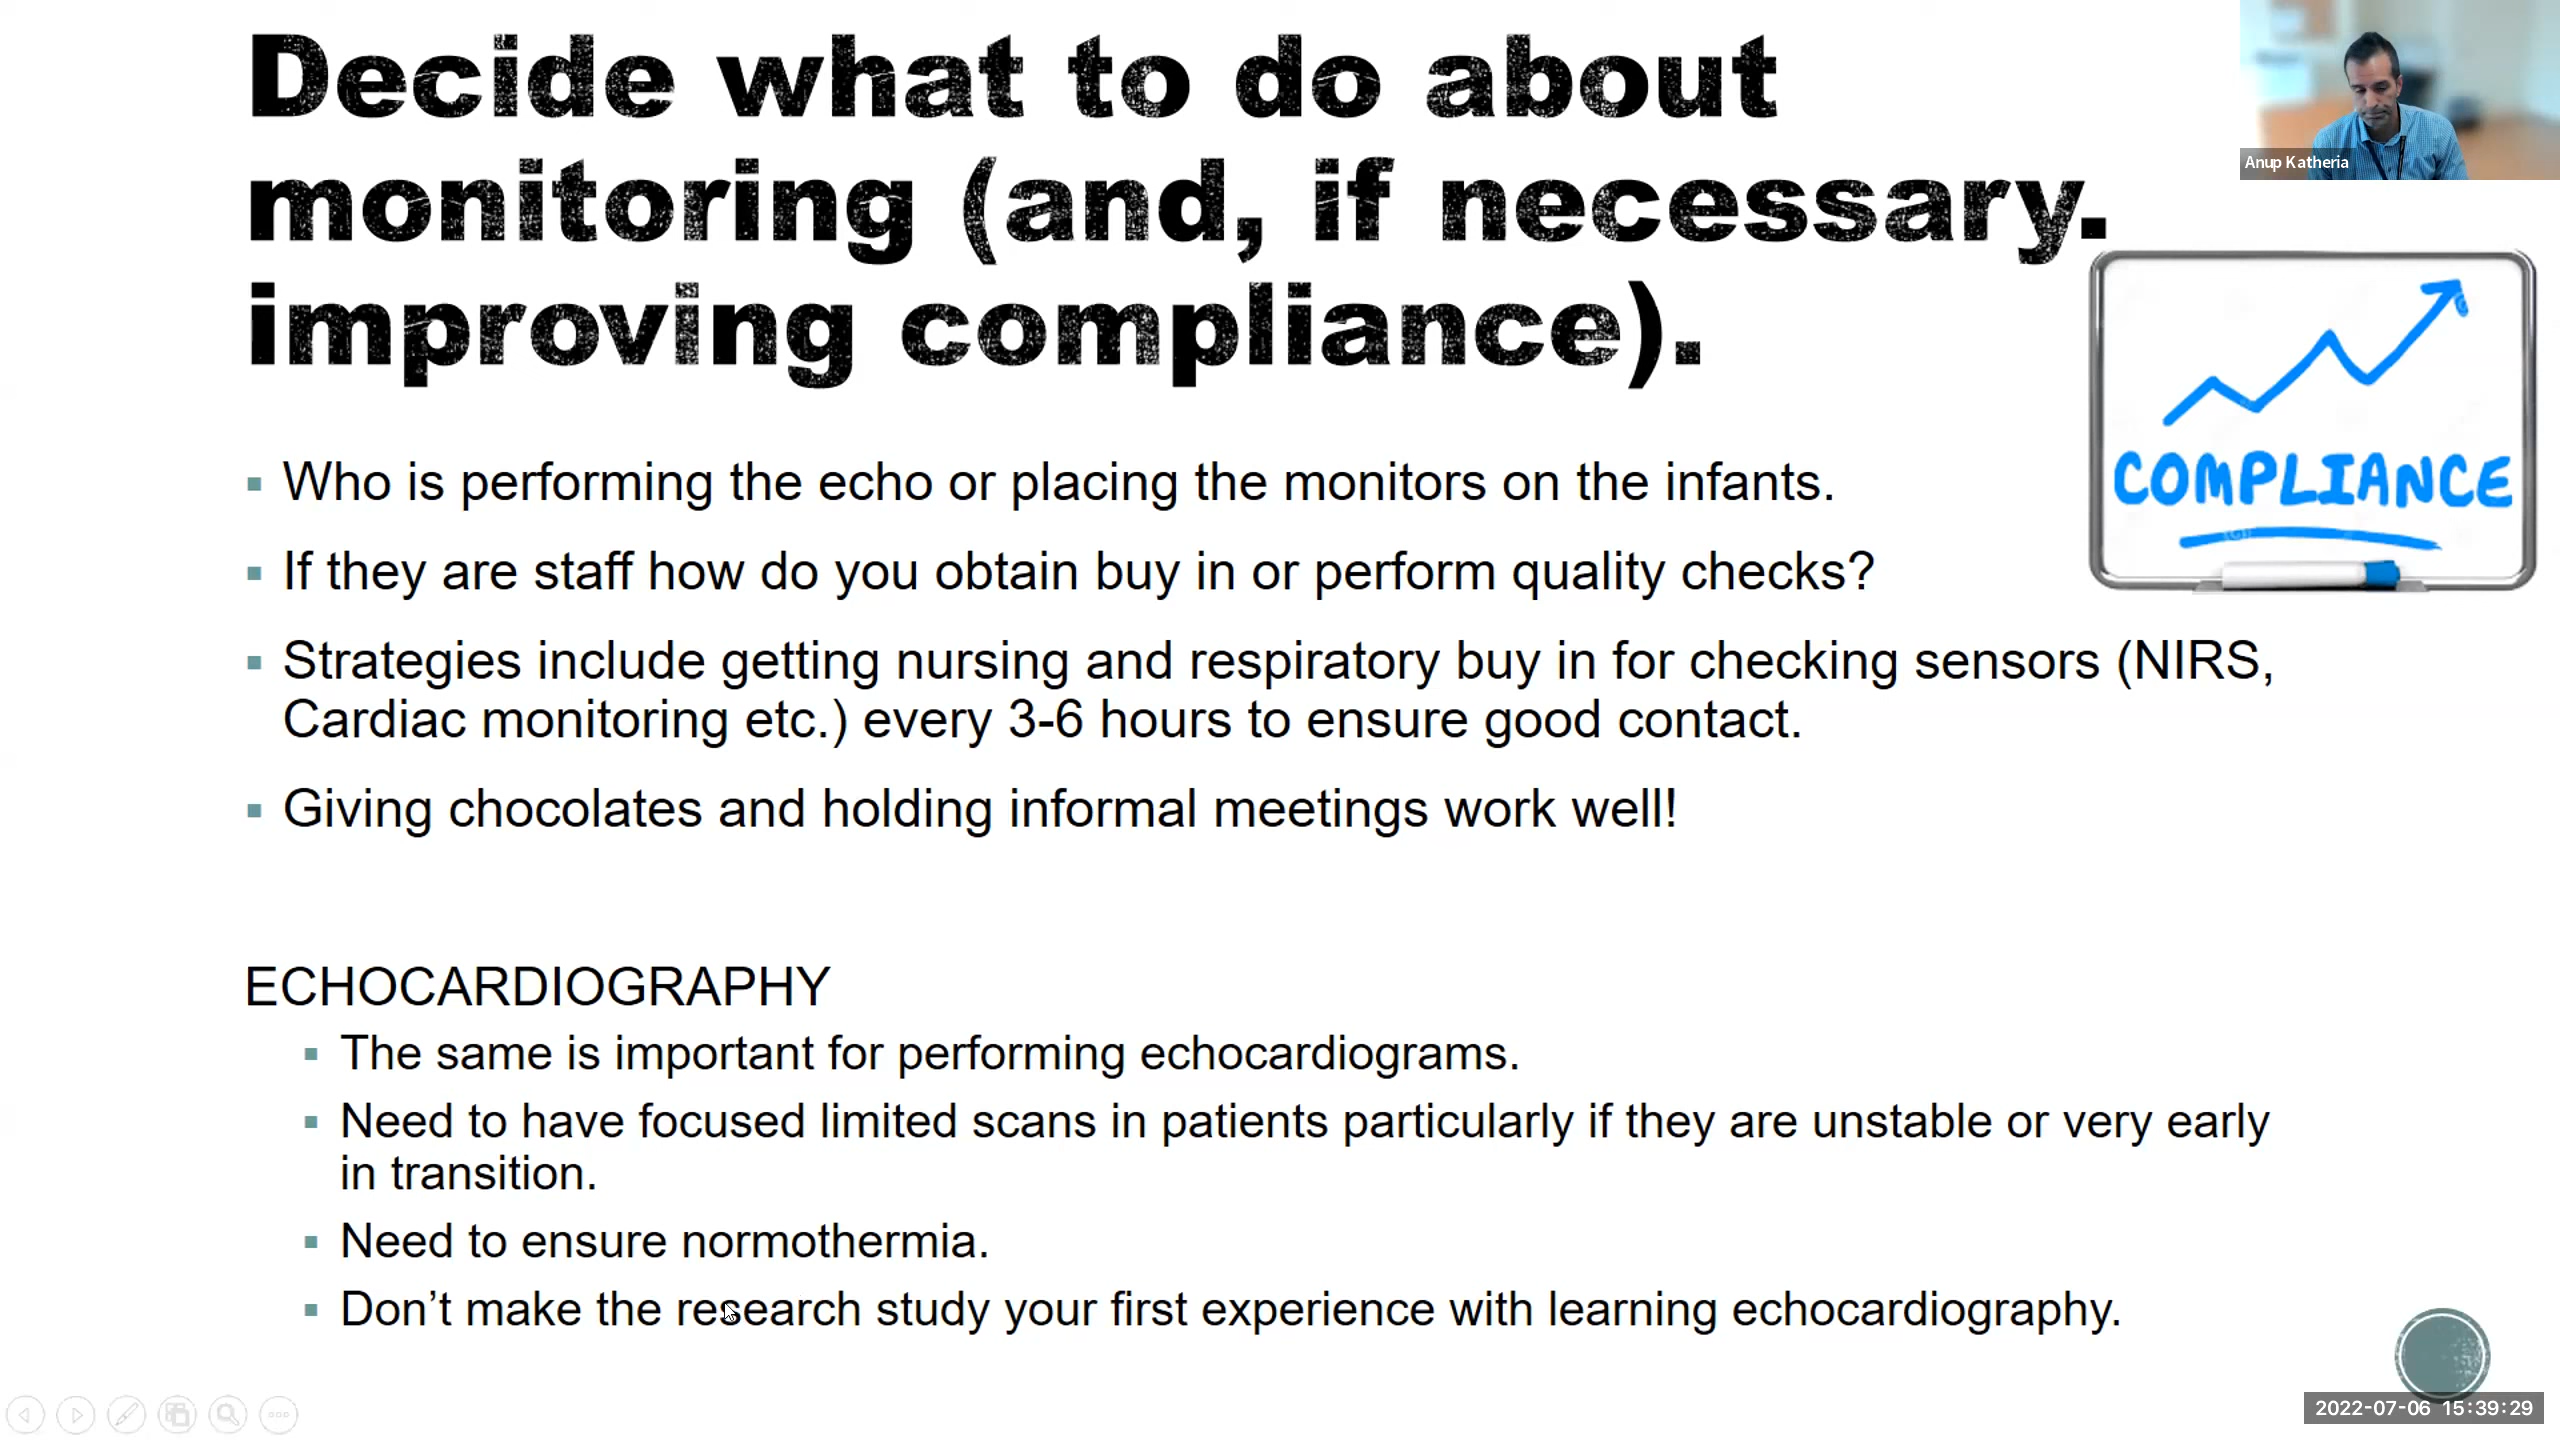 Decide what to do about
monitoring (and, if necessary.
improving compliance).
Anup Katheria
COMPLIANCE
▪ Who is performing the echo or placing the monitors on the infants.
▪ If they are staff how do you obtain buy in or perform quality checks?
▪ Strategies include getting nursing and respiratory buy in for checking sensors (NIRS,
Cardiac monitoring etc.) every 3-6 hours to ensure good contact.
▪ Giving chocolates and holding informal meetings work well!
ECHOCARDIOGRAPHY
▪ The same is important for performing echocardiograms.
▪ Need to have focused limited scans in patients particularly if they are unstable or very early
in transition.
▪ Need to ensure normothermia.
▪ Don’t make the research study your first experience with learning echocardiography.
2022-07-06 15:39:29